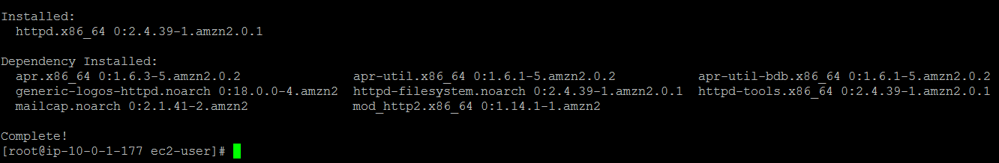 Installed:
  httpd.x86_64 0:2.4.39-1.amzn2.0.1
Dependency Installed:
  apr.x86_64 0:1.6.3-5.amzn2.0.2               apr-util.x86_64 0:1.6.1-5.amzn2.0.2           apr-util-bdb.x86_64 0:1.6.1-5.amzn2.0.2
  generic-logos-httpd.noarch 0:18.0.0-4.amzn2  httpd-filesystem.noarch 0:2.4.39-1.amzn2.0.1  httpd-tools.x86_64 0:2.4.39-1.amzn2.0.1
  mailcap.noarch 0:2.1.41-2.amzn2              mod_http2.x86_64 0:1.14.1-1.amzn2
Complete!
[root@ip-10-0-1-177 ec2-user]#